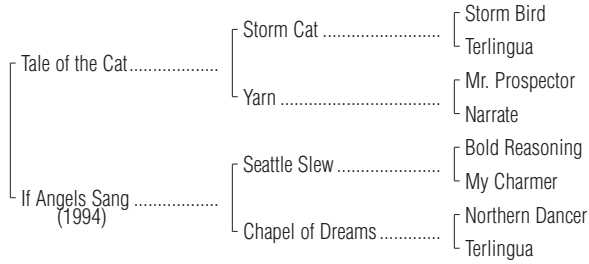 Storm Bird
Storm Cat ..............................
Terlingua
Tale of the Cat......................
Mr. Prospector
Yarn ........................................
Narrate
Bold Reasoning
Seattle Slew ..........................
My Charmer
If Angels Sang .....................
(1994)
Northern Dancer
Chapel of Dreams................
Terlingua